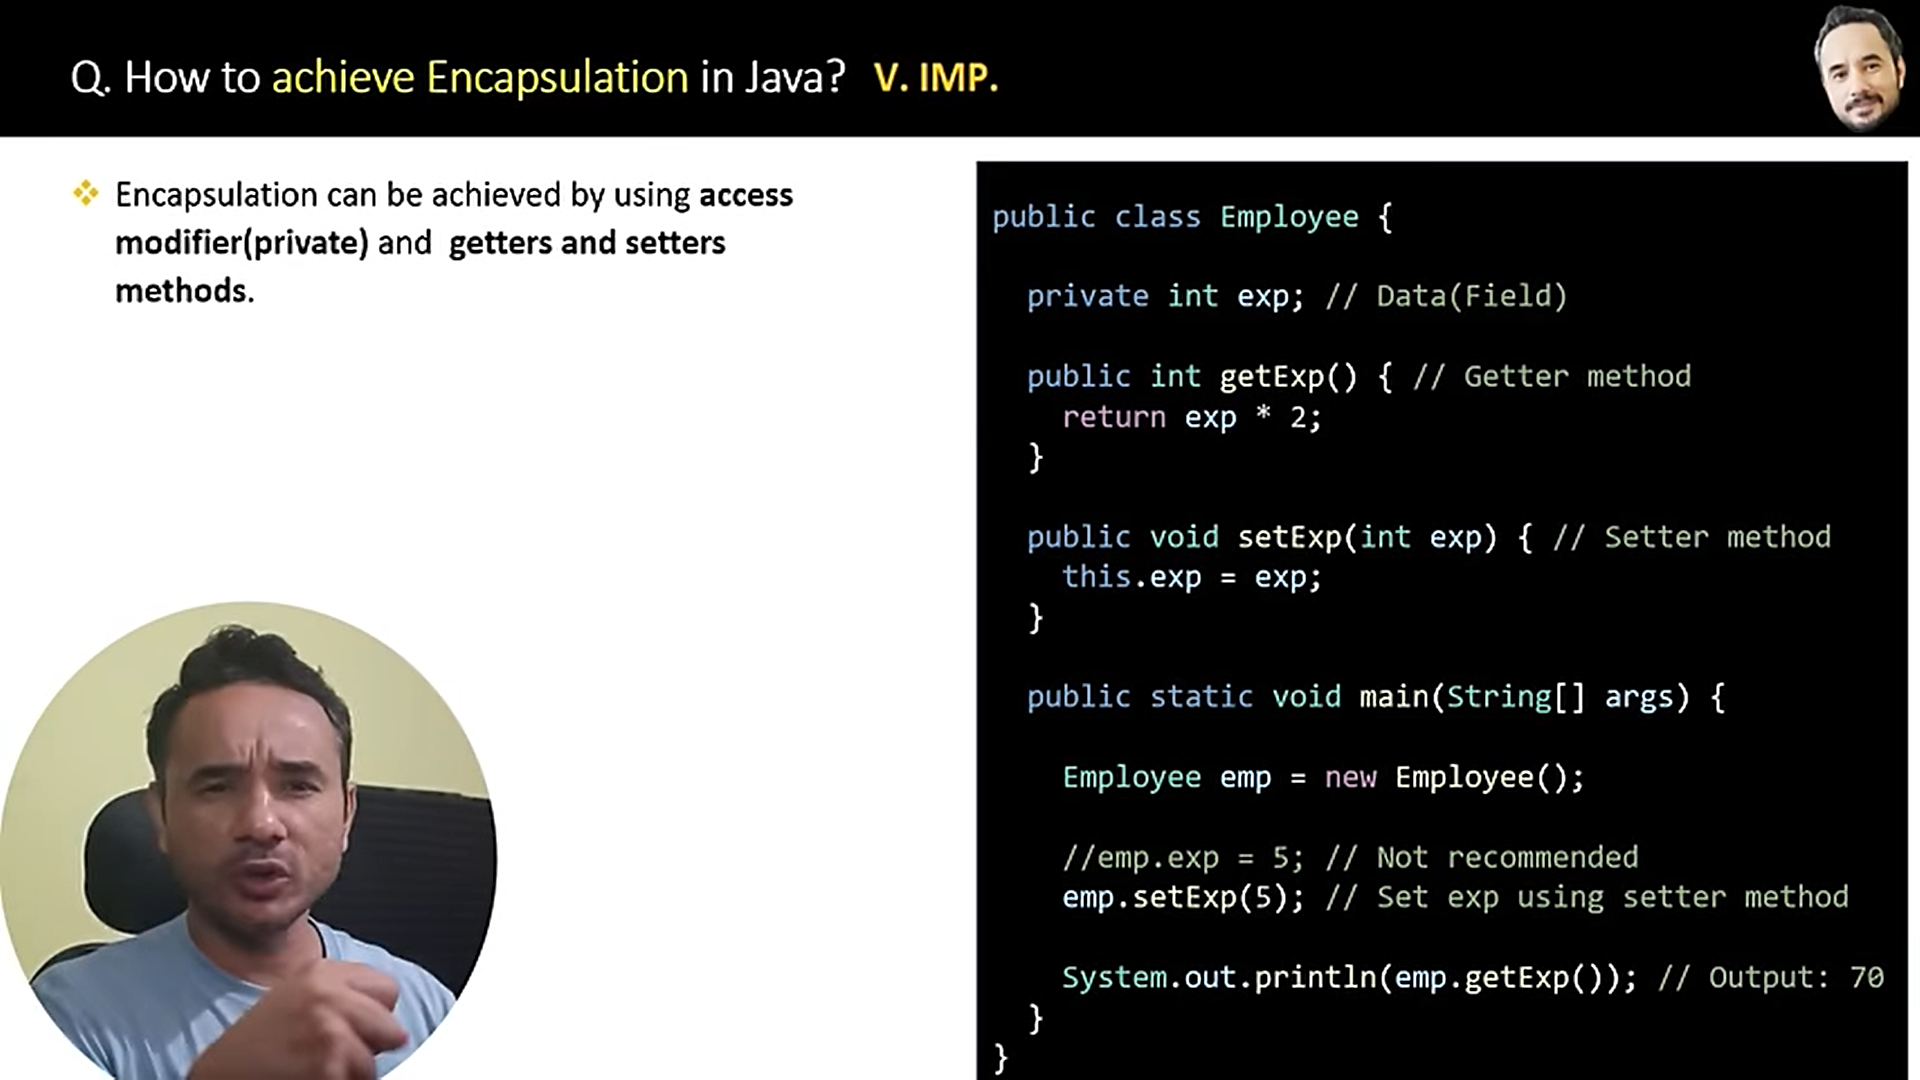 Q. How to achieve Encapsulation in Java? V. IMP.
Encapsulation can be achieved by using access
modifier(private) and getters and setters
methods.
public class Employee {
private int exp; // Data(Field)
public int getExp() { // Getter method
return exp * 2;
}
public void setExp(int exp) { // Setter method
this.exp = exp;
}
public static void main(String[] args) {
Employee emp = new Employee();
//emp.exp = 5; // Not recommended
emp.setExp(5); // Set exp using setter method
System.out.println(emp.getExp()); // Output: 70
}
}